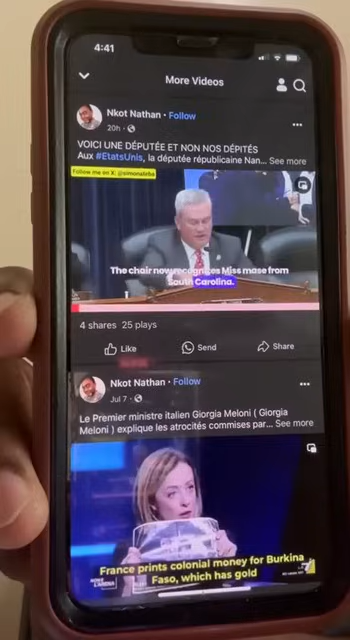 4:41
More Videos
Nkot Nathan • Follow
20h •
VOICI UNE DÉPUTÉE ET NON NOS DÉPITÉS
Aux #EtatsUnis, la députée républicaine Nan... See more
Follow me on X: @simonateba
The chair now recognizes Miss mase from
South Carolina.
4 shares 25 plays
Like
Send
Share
Nkot Nathan • Follow
Jul 7 •
Le Premier ministre italien Giorgia Meloni ( Giorgia
Meloni ) explique les atrocités commises par... See more
France prints colonial money for Burkina
Faso, which has gold
7